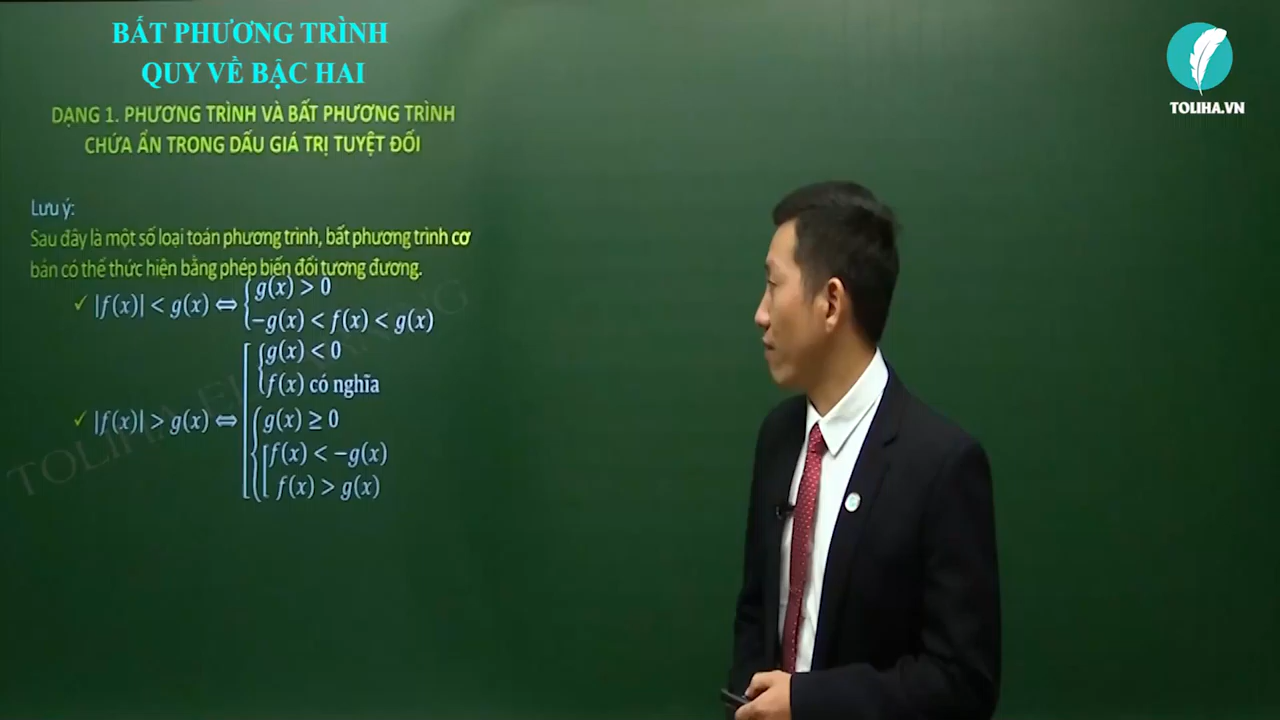 BẤT PHƯƠNG TRÌNH
QUY VỀ BẬC HAI
DẠNG 1. PHƯƠNG TRÌNH VÀ BẤT PHƯƠNG TRÌNH
CHỨA ẨN TRONG DẤU GIÁ TRỊ TUYỆT ĐỐI
TOLIHA.VN
Lưu ý:
Sau đây là một số loại toán phương trình, bất phương trình cơ
bản có thể thực hiện bằng phép biến đổi tương đương.
g(x) > 0
✓ |f(x)| < g(x) ⇔
−g(x) < f(x) < g(x)
g(x) < 0
f(x) có nghĩa
✓ |f(x)| > g(x) ⇔ g(x) ≥ 0
f(x) < −g(x)
f(x) > g(x)